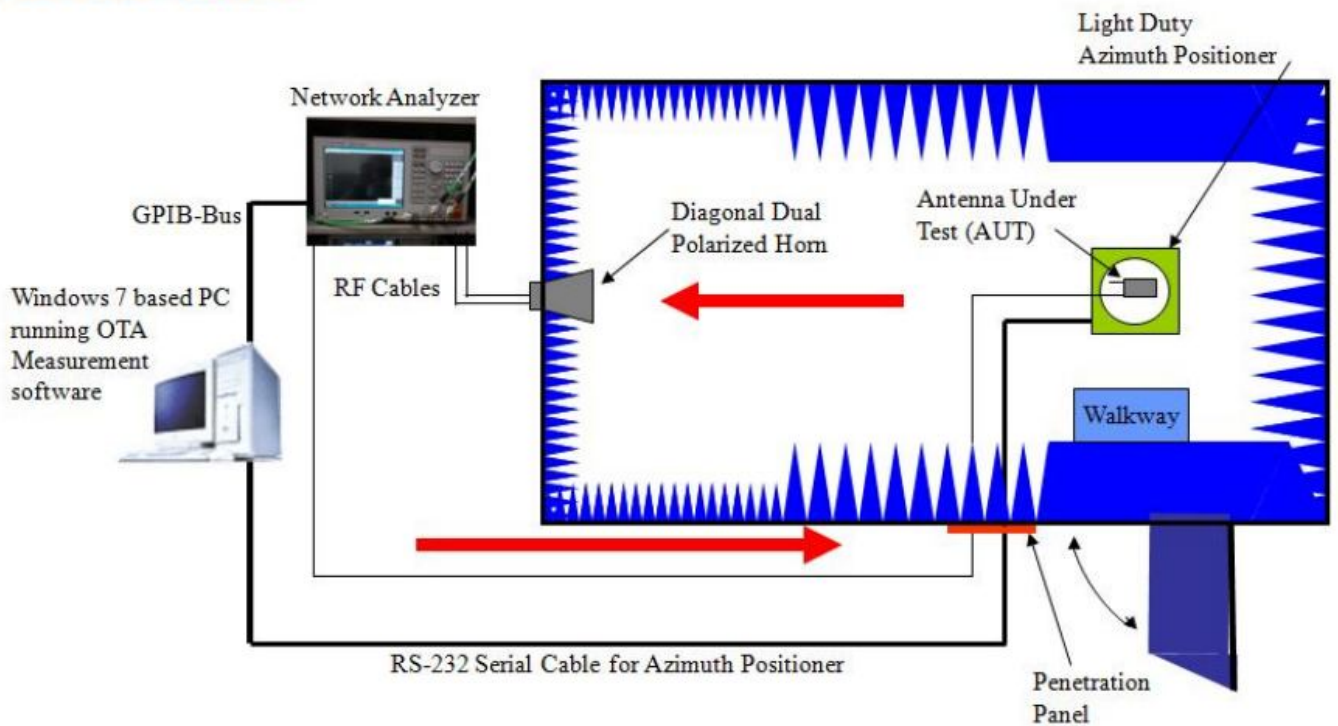 Light Duty
Azimuth Positioner
Network Analyzer
GPIB-Bus
Diagonal Dual
Polarized Horn
Antenna Under
Test (AUT)
RF Cables
Windows 7 based PC
running OTA
Measurement
software
Walkway
RS-232 Serial Cable for Azimuth Positioner
Penetration
Panel